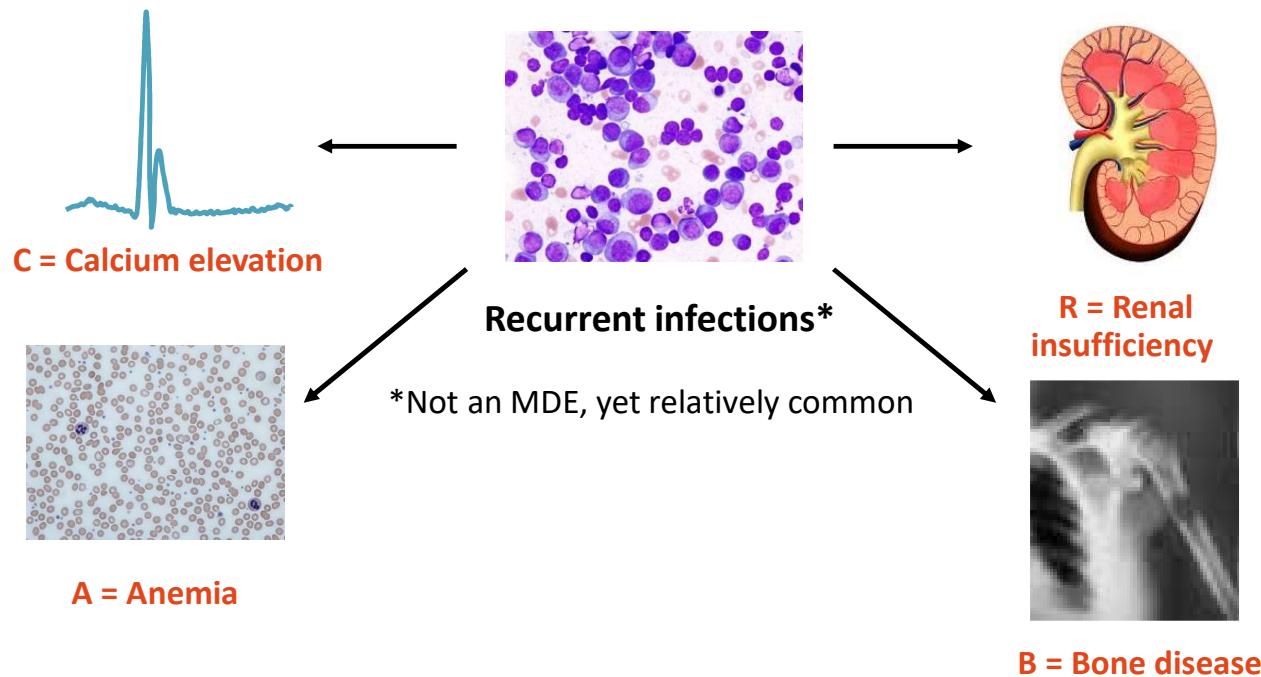 C = Calcium elevation
Recurrent infections*
R = Renal
insufficiency
*Not an MDE, yet relatively common
A = Anemia
B = Bone disease